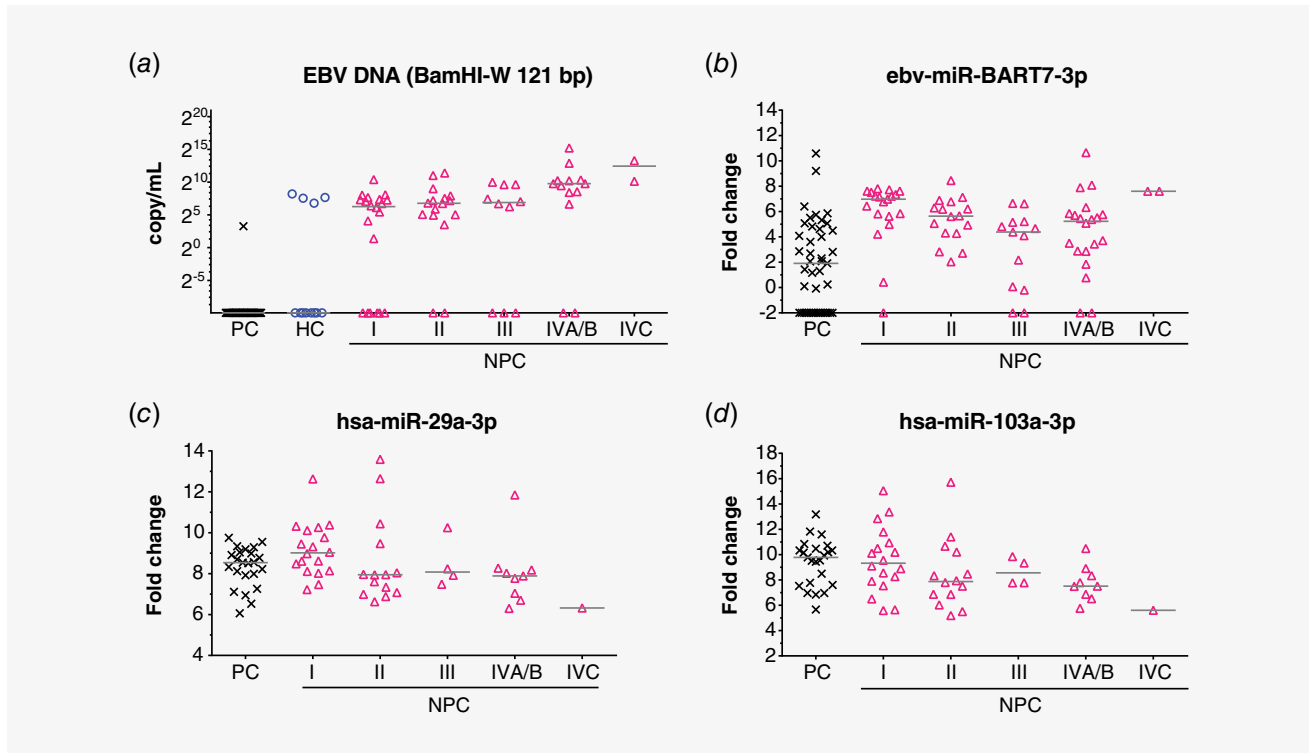 (a)
EBV DNA (BamHI-W 121 bp)
copy/mL
2^20
2^15
2^10
2^5
2^0
2^-5
PC HC I II III IVA/B IVC
NPC
(b)
ebv-miR-BART7-3p
Fold change
14
12
10
8
6
4
2
0
-2
PC I II III IVA/B IVC
NPC
(c)
hsa-miR-29a-3p
Fold change
14
12
10
8
6
4
PC I II III IVA/B IVC
NPC
(d)
hsa-miR-103a-3p
Fold change
18
16
14
12
10
8
6
4
2
PC I II III IVA/B IVC
NPC